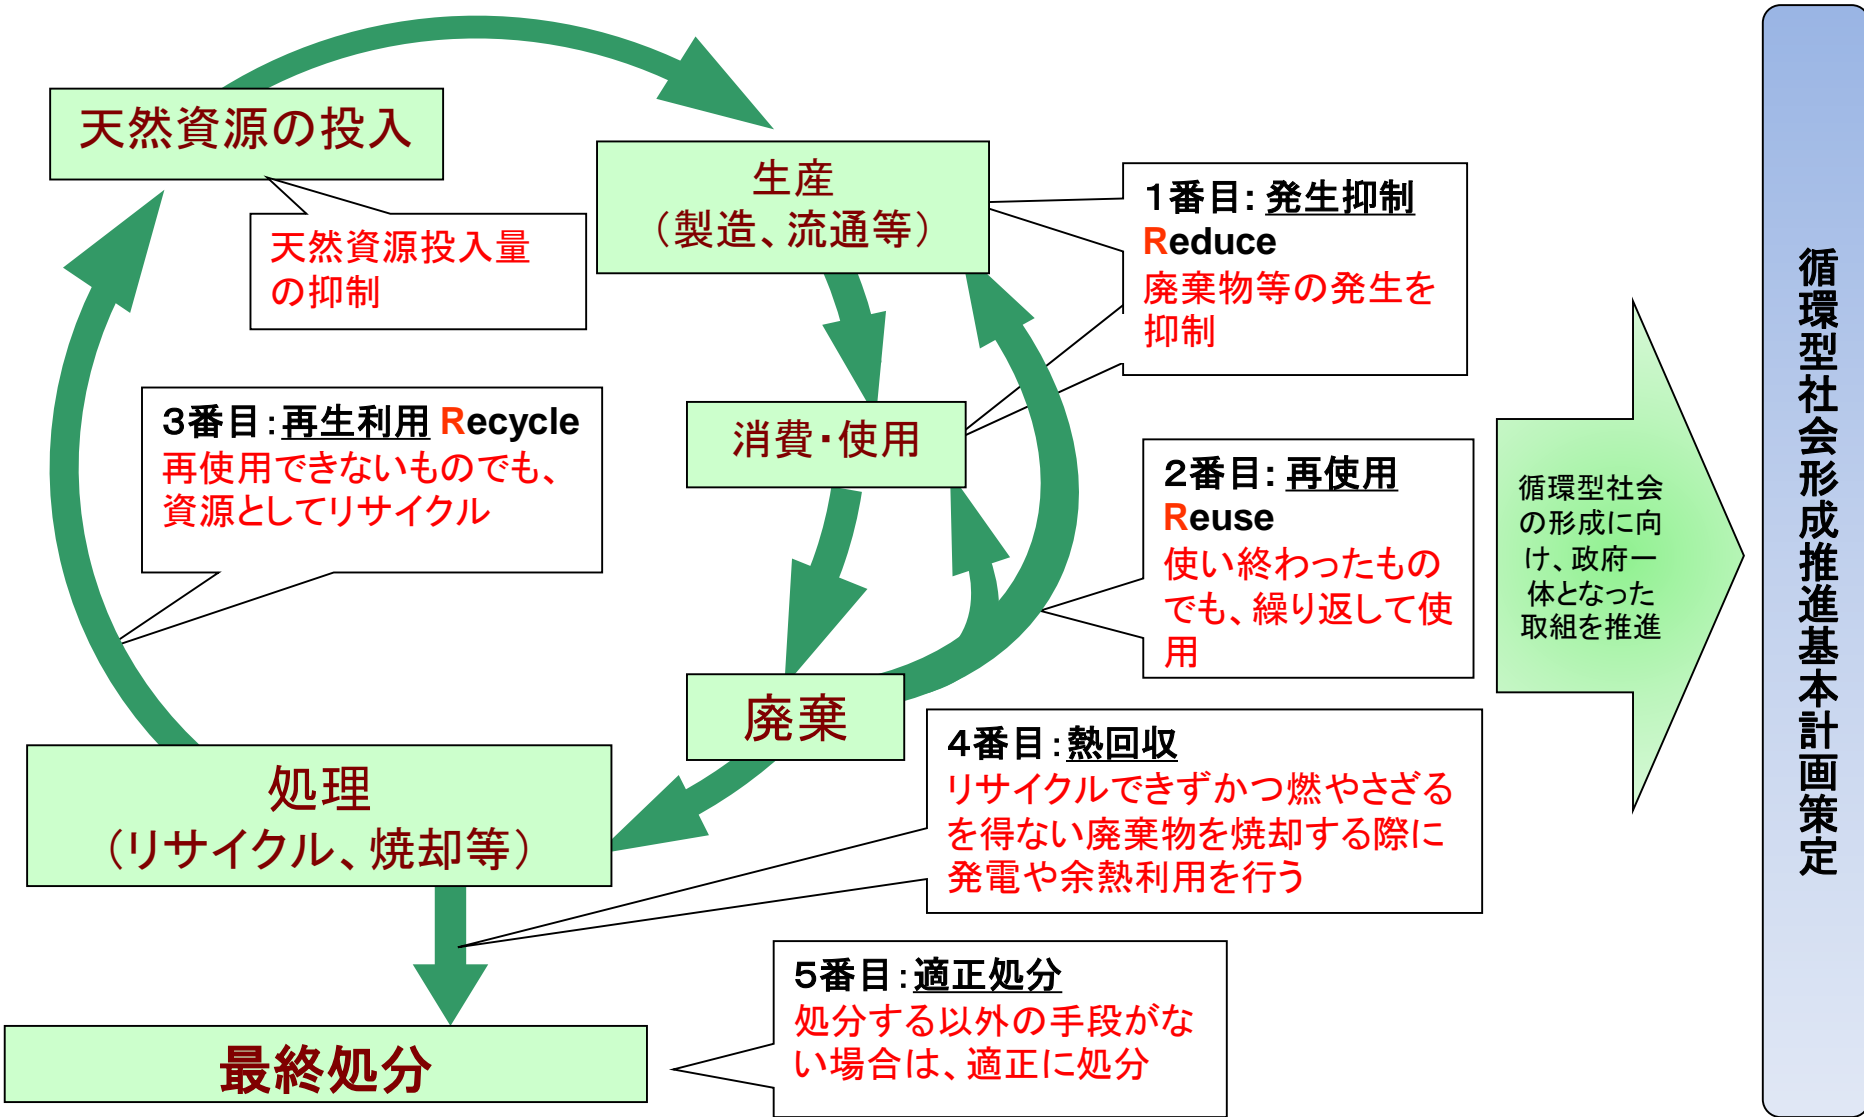 天然資源の投入
生産
（製造、流通等）
1番目：発生抑制
Reduce
廃棄物等の発生を
抑制
天然資源投入量
の抑制
3番目：再生利用 Recycle
再使用できないものでも、
資源としてリサイクル
消費・使用
2番目：再使用
Reuse
使い終わったもの
でも、繰り返して使
用
循環型社会
の形成に向
け、政府一
体となった
取組を推進
循環型社会形成推進基本計画策定
廃棄
処理
（リサイクル、焼却等）
4番目：熱回収
リサイクルできずかつ燃やさざる
を得ない廃棄物を焼却する際に
発電や余熱利用を行う
5番目：適正処分
処分する以外の手段がな
い場合は、適正に処分
最終処分